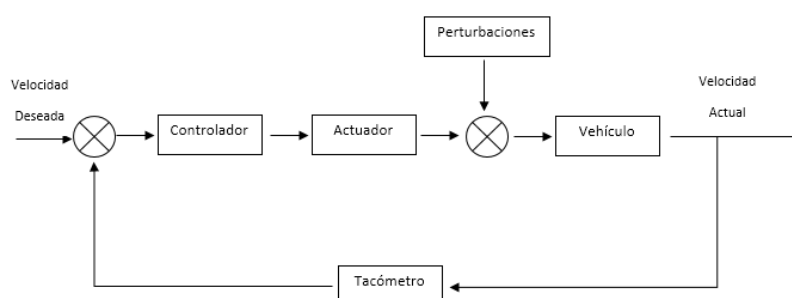 Perturbaciones
Velocidad
Deseada
Controlador
Actuador
Vehículo
Velocidad
Actual
Tacómetro